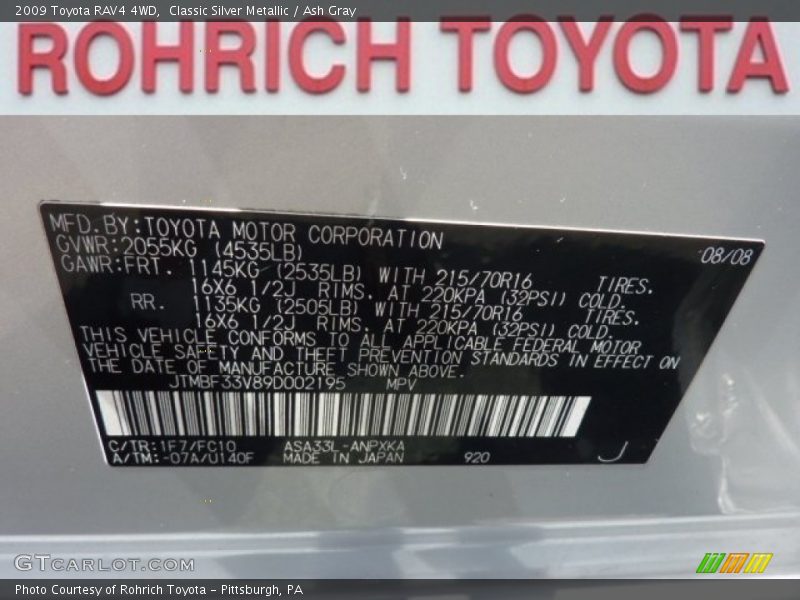 2009 Toyota RAV4 4WD, Classic Silver Metallic / Ash Gray
ROHRICH TOYOTA
MFD.BY:TOYOTA MOTOR CORPORATION 08/08
GVWR:2055KG (4535LB)
GAWR:FRT. 1145KG (2535LB) WITH 215/70R16 TIRES.
16X6 1/2J RIMS. AT 220KPA (32PSI) COLD.
RR. 1135KG (2505LB) WITH 215/70R16 TIRES.
16X6 1/2J RIMS. AT 220KPA (32PSI) COLD.
THIS VEHICLE CONFORMS TO ALL APPLICABLE FEDERAL MOTOR
VEHICLE SAFETY AND THEFT PREVENTION STANDARDS IN EFFECT ON
THE DATE OF MANUFACTURE SHOWN ABOVE.
JTMBF33V89D002195 MPV
C/TR:1F7/FC10 ASA33L-ANPXKA
A/TM:-07A/U140F MADE IN JAPAN 920 J
GTCARLOT.COM
Photo Courtesy of Rohrich Toyota - Pittsburgh, PA